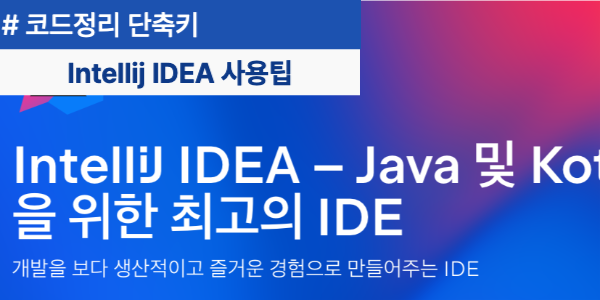 # 코드정리 단축키
Intellij IDEA 사용팁
IntelliJ IDEA – Java 및 Kot
을 위한 최고의 IDE
개발을 보다 생산적이고 즐거운 경험으로 만들어주는 IDE